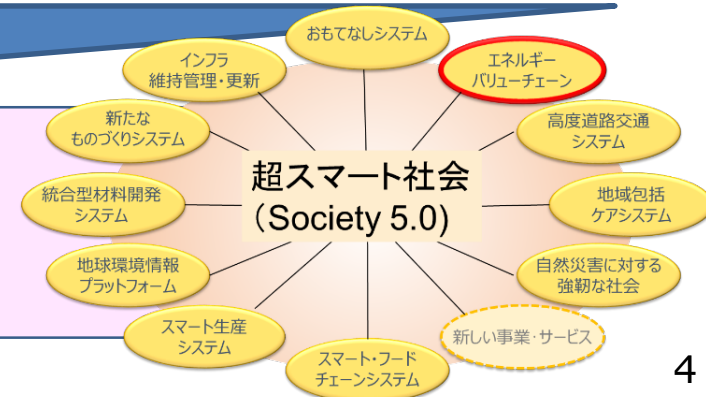 おもてなしシステム
インフラ
維持管理・更新
エネルギー
バリューチェーン
新たな
ものづくりシステム
高度道路交通
システム
超スマート社会
（Society 5.0）
統合型材料開発
システム
地域包括
ケアシステム
地球環境情報
プラットフォーム
自然災害に対する
強靭な社会
スマート生産
システム
新しい事業・サービス
スマート・フード
チェーンシステム
4